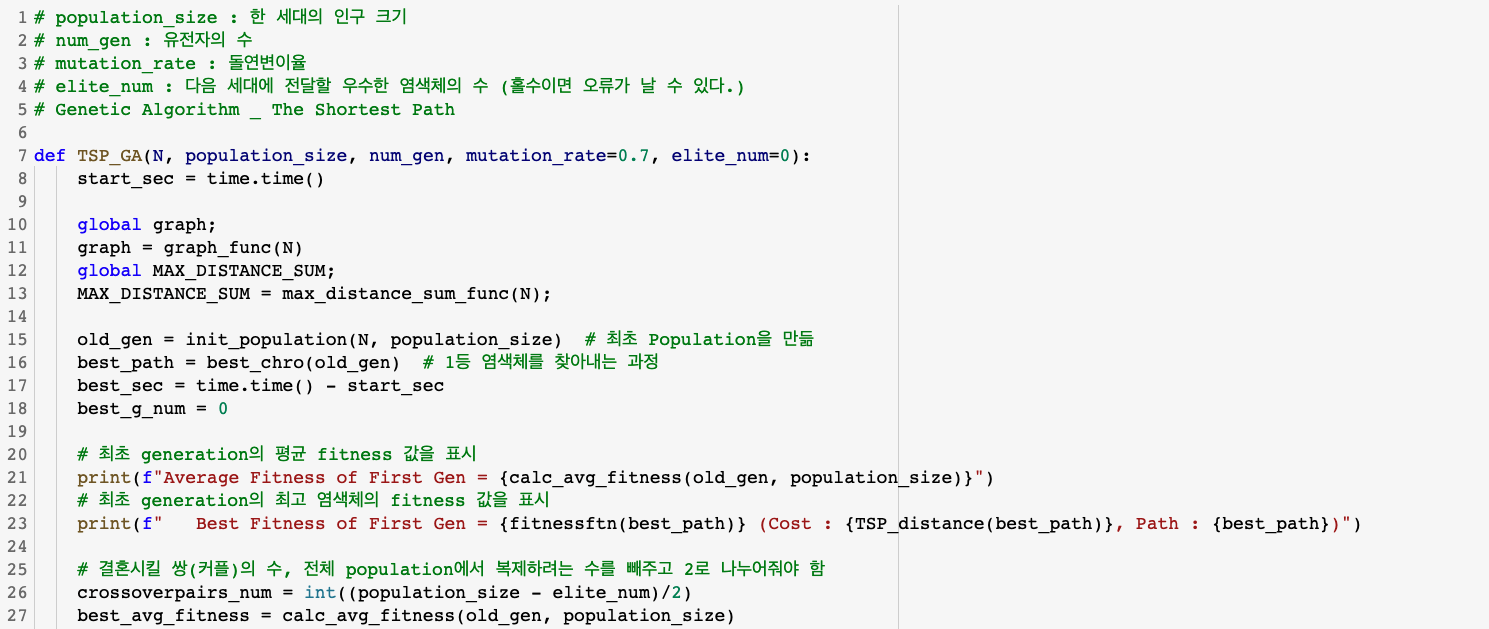 1 # population_size : 한 세대의 인구 크기
2 # num_gen : 유전자의 수
3 # mutation_rate : 돌연변이율
4 # elite_num : 다음 세대에 전달할 우수한 염색체의 수 (홀수이면 오류가 날 수 있다.)
5 # Genetic Algorithm _ The Shortest Path
6
7 def TSP_GA(N, population_size, num_gen, mutation_rate=0.7, elite_num=0):
8     start_sec = time.time()
9
10     global graph;
11     graph = graph_func(N)
12     global MAX_DISTANCE_SUM;
13     MAX_DISTANCE_SUM = max_distance_sum_func(N);
14
15     old_gen = init_population(N, population_size)  # 최초 Population을 만듦
16     best_path = best_chro(old_gen)  # 1등 염색체를 찾아내는 과정
17     best_sec = time.time() - start_sec
18     best_g_num = 0
19
20     # 최초 generation의 평균 fitness 값을 표시
21     print(f"Average Fitness of First Gen = {calc_avg_fitness(old_gen, population_size)}")
22     # 최초 generation의 최고 염색체의 fitness 값을 표시
23     print(f"   Best Fitness of First Gen = {fitnessftn(best_path)} (Cost : {TSP_distance(best_path)}, Path : {best_path})")
24
25     # 결혼시킬 쌍(커플)의 수, 전체 population에서 복제하려는 수를 빼주고 2로 나누어줘야 함
26     crossoverpairs_num = int((population_size - elite_num)/2)
27     best_avg_fitness = calc_avg_fitness(old_gen, population_size)